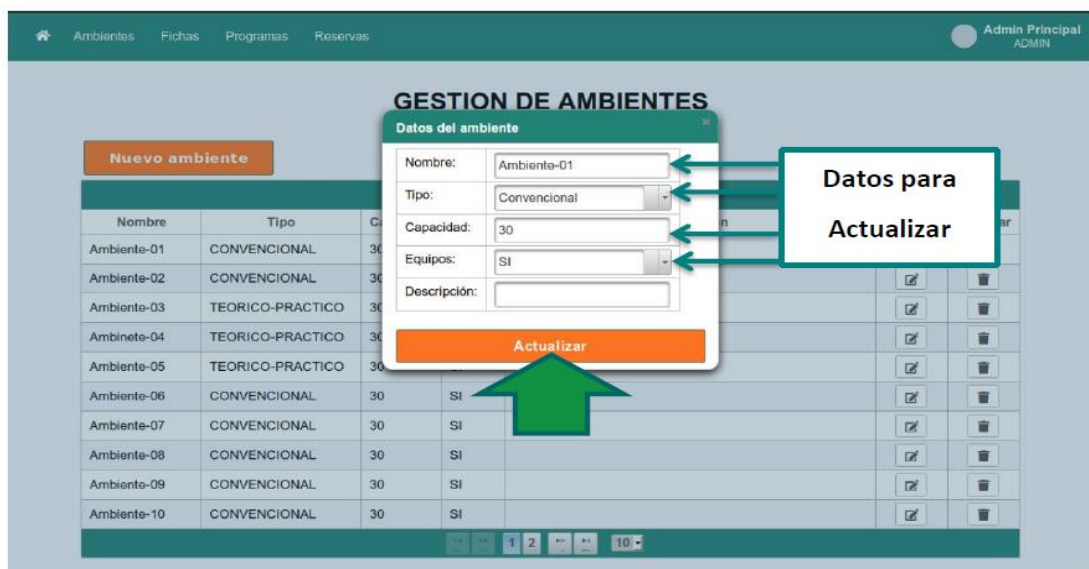 Ambientes Fichas Programas Reservas
Admin Principal
ADMIN
GESTION DE AMBIENTES
Nuevo ambiente
Datos del ambiente
Nombre: Ambiente-01
Tipo: Convencional
Capacidad: 30
Equipos: SI
Descripción:
Actualizar
Datos para
Actualizar
Nombre Tipo
Ambiente-01 CONVENCIONAL 30
Ambiente-02 CONVENCIONAL 30
Ambiente-03 TEORICO-PRACTICO 30
Ambinete-04 TEORICO-PRACTICO 30
Ambiente-05 TEORICO-PRACTICO 30
Ambiente-06 CONVENCIONAL 30 SI
Ambiente-07 CONVENCIONAL 30 SI
Ambiente-08 CONVENCIONAL 30 SI
Ambiente-09 CONVENCIONAL 30 SI
Ambiente-10 CONVENCIONAL 30 SI
1 2 10